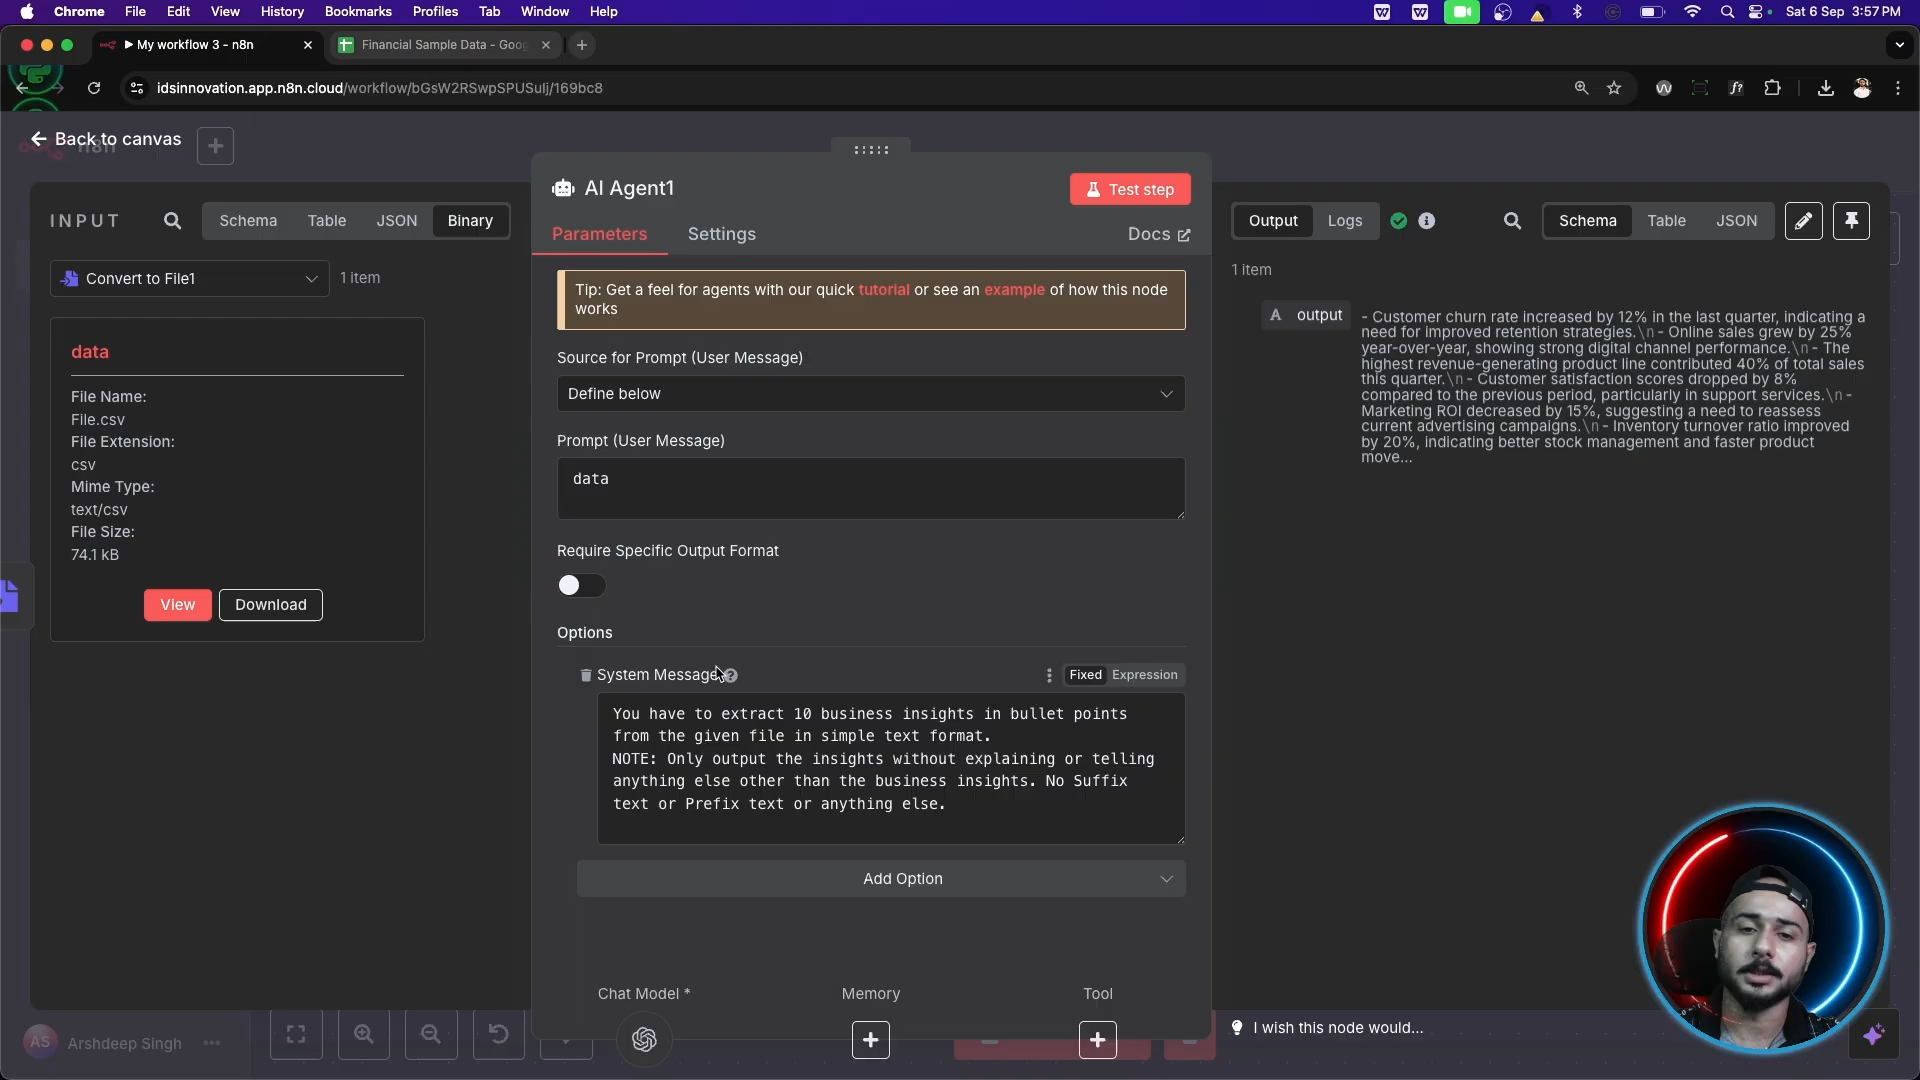 Chrome File Edit View History Bookmarks Profiles Tab Window Help
Sat 6 Sep 3:57 PM
My workflow 3 - n8n
Financial Sample Data - Goo
idsinnovation.app.n8n.cloud/workflow/bGsW2RSwpSPUSulj/169bc8
Back to canvas
n8n
INPUT
Schema Table JSON Binary
Convert to File1
1 item
data
File Name:
File.csv
File Extension:
csv
Mime Type:
text/csv
File Size:
74.1 kB
View Download
AI Agent1
Test step
Parameters Settings
Docs
Tip: Get a feel for agents with our quick tutorial or see an example of how this node
works
Source for Prompt (User Message)
Define below
Prompt (User Message)
data
Require Specific Output Format
Options
System Message
Fixed Expression
You have to extract 10 business insights in bullet points
from the given file in simple text format.
NOTE: Only output the insights without explaining or telling
anything else other than the business insights. No Suffix
text or Prefix text or anything else.
Add Option
Chat Model *
Memory
Tool
Output Logs
Schema Table JSON
1 item
A output
- Customer churn rate increased by 12% in the last quarter, indicating a
need for improved retention strategies.\n - Online sales grew by 25%
year-over-year, showing strong digital channel performance.\n - The
highest revenue-generating product line contributed 40% of total sales
this quarter.\n - Customer satisfaction scores dropped by 8%
compared to the previous period, particularly in support services.\n -
Marketing ROI decreased by 15%, suggesting a need to reassess
current advertising campaigns.\n - Inventory turnover ratio improved
by 20%, indicating better stock management and faster product
move...
I wish this node would...
AS
Arshdeep Singh